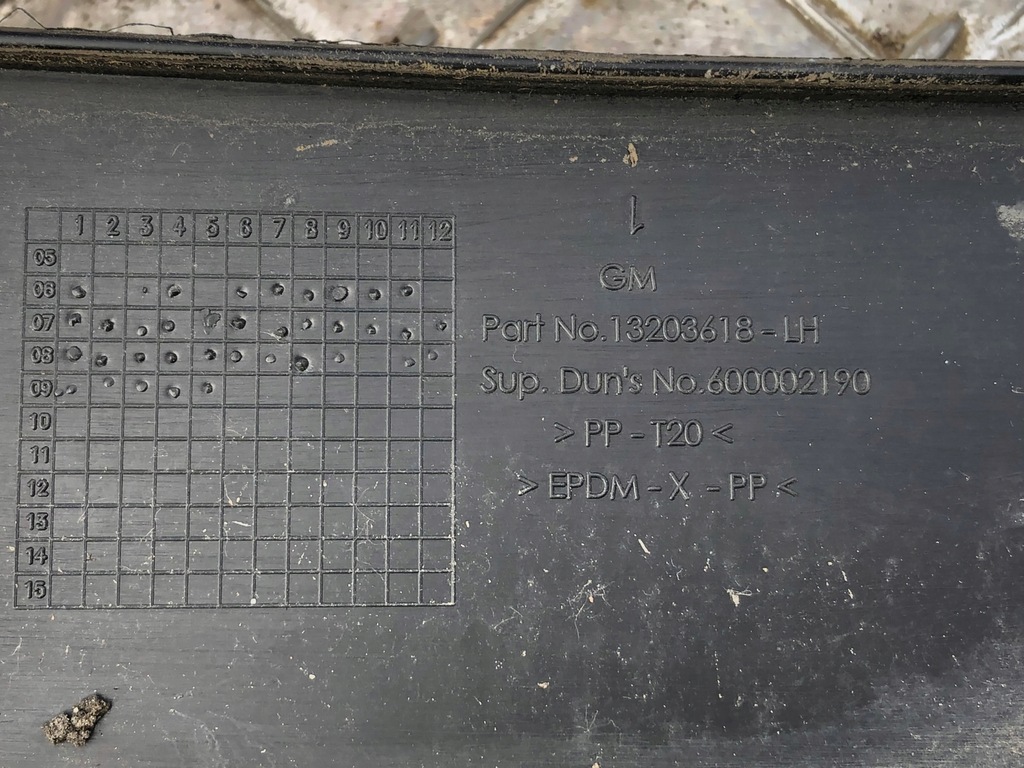 1 2 3 4 5 6 7 8 9 10 11 12
05
06
07
08
09
10
11
12
13
14
15
1
GM
Part No.13203618 - LH
Sup. Dun's No.600002190
> PP - T20 <
> EPDM - X - PP <